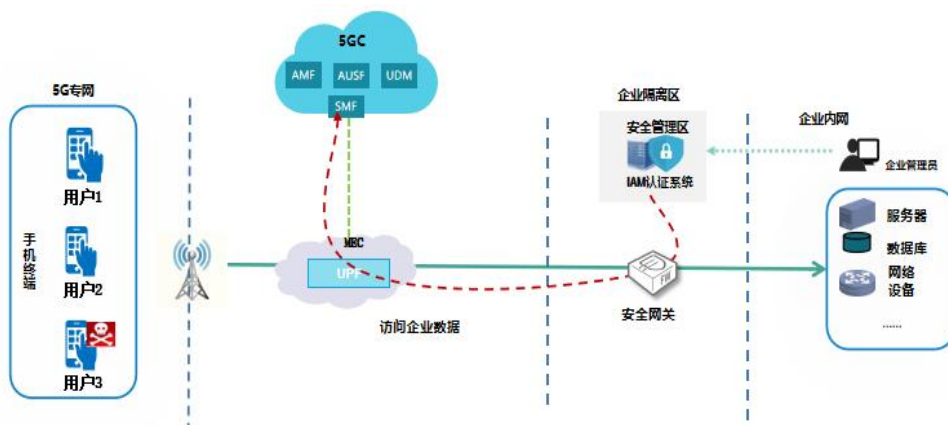 5GC
AMF
AUSF
UDM
SMF
5G专网
用户1
手机终端
用户2
用户3
MEC
UPF
访问企业数据
企业隔离区
安全管理区
IAM认证系统
FW
安全网关
企业内网
企业管理员
服务器
数据库
网络
设备
……